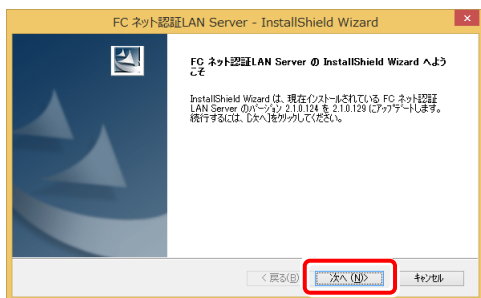 FC ネット認証LAN Server - InstallShield Wizard
FC ネット認証LAN Server の InstallShield Wizard へよう
こそ
InstallShield Wizard は、現在インストールされている FC ネット認証
LAN Server のバージョン 2.1.0.124 を 2.1.0.129 にアップデートします。
続行するには、[次へ]をクリックしてください。
< 戻る(B)
次へ (N)>
キャンセル